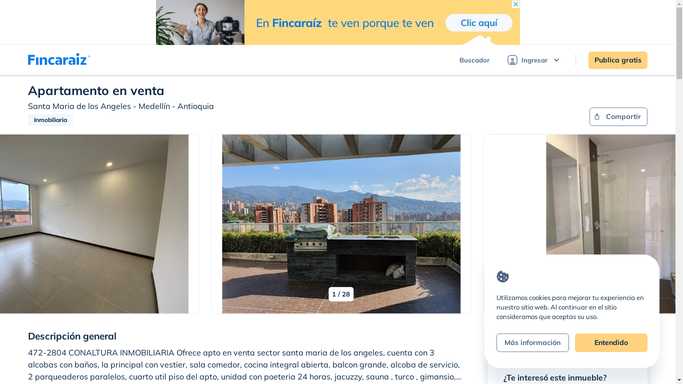 En Fincaraíz te ven porque te ven
Clic aquí
Fincaraíz
Buscador
Ingresar
Publica gratis
Apartamento en venta
Santa Maria de los Angeles - Medellín - Antioquia
Inmobiliaria
Compartir
1 / 28
Utilizamos cookies para mejorar tu experiencia en
nuestro sitio web. Al continuar en el sitio
consideramos que aceptas su uso.
Más información
Entendido
Descripción general
472-2804 CONALTURA INMOBILIARIA Ofrece apto en venta sector santa maria de los angeles. cuenta con 3
alcobas con baños, la principal con vestier, sala comedor, cocina integral abierta, balcon grande, alcoba de servicio,
2 parqueaderos paralelos, cuarto util piso del apto, unidad con poeteria 24 horas, jacuzzy, sauna , turco , gimansio,...
¿Te interesó este inmueble?